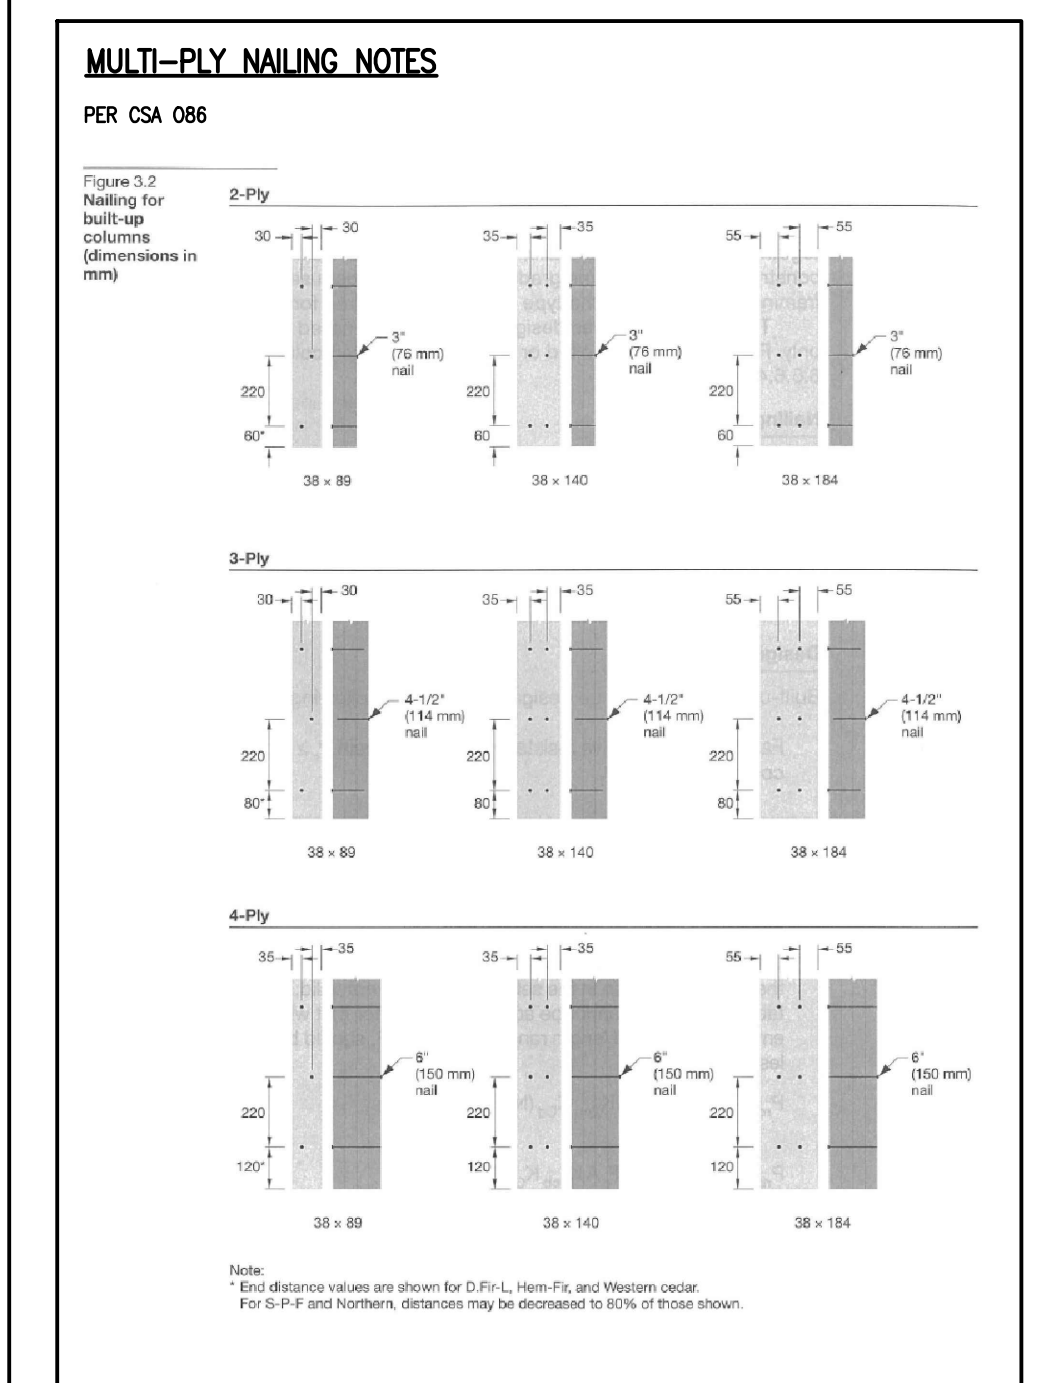 MULTI-PLY NAILING NOTES
PER CSA 086
Figure 3.2
Nailing for
built-up
columns
(dimensions in
mm)
2-Ply
30 30
3"
(76 mm)
nail
220
60*
38 × 89
35 35
3"
(76 mm)
nail
220
60
38 × 140
55 55
3"
(76 mm)
nail
220
60
38 × 184
3-Ply
30 30
4-1/2"
(114 mm)
nail
220
80*
38 × 89
35 35
4-1/2"
(114 mm)
nail
220
80
38 × 140
55 55
4-1/2"
(114 mm)
nail
220
80
38 × 184
4-Ply
35 35
6"
(150 mm)
nail
220
120*
38 × 89
35 35
6"
(150 mm)
nail
220
120
38 × 140
55 55
6"
(150 mm)
nail
220
120
38 × 184
Note:
* End distance values are shown for D.Fir-L, Hem-Fir, and Western cedar.
For S-P-F and Northern, distances may be decreased to 80% of those shown.